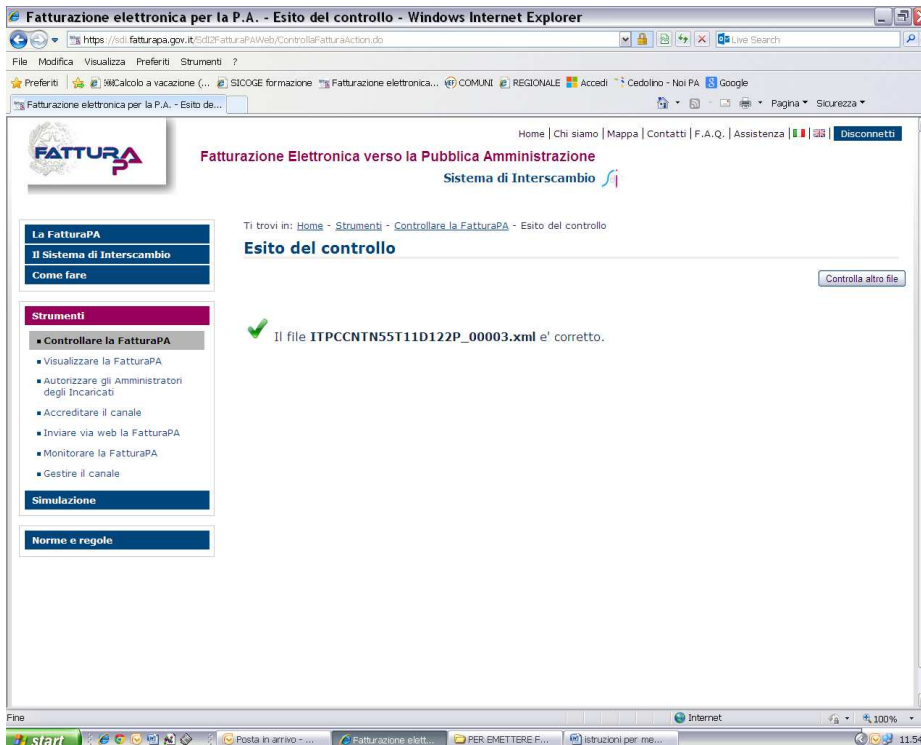 Fatturazione elettronica per la P.A. - Esito del controllo - Windows Internet Explorer
https://sdi.fatturapa.gov.it/SdI2FatturaPAWeb/ControllaFatturaAction.do
Live Search
File Modifica Visualizza Preferiti Strumenti ?
Preferiti Calcolo a vacazione (... SICOGE formazione Fatturazione elettronica... COMUNI REGIONALE Accedi Cedolino - Noi PA Google
Fatturazione elettronica per la P.A. - Esito de... Pagina Sicurezza
Home | Chi siamo | Mappa | Contatti | F.A.Q. | Assistenza | Disconnetti
FATTURA
P
Fatturazione Elettronica verso la Pubblica Amministrazione
Sistema di Interscambio
La FatturaPA
Il Sistema di Interscambio
Come fare
Strumenti
Controllare la FatturaPA
Visualizzare la FatturaPA
Autorizzare gli Amministratori
degli Incaricati
Accreditare il canale
Inviare via web la FatturaPA
Monitorare la FatturaPA
Gestire il canale
Simulazione
Norme e regole
Ti trovi in: Home - Strumenti - Controllare la FatturaPA - Esito del controllo
Esito del controllo
Controlla altro file
Il file ITPCCNTN55T11D122P_00003.xml e' corretto.
Fine Internet 100%
start Posta in arrivo - ... Fatturazione elett... PER EMETTERE F... istruzioni per me... 11.54